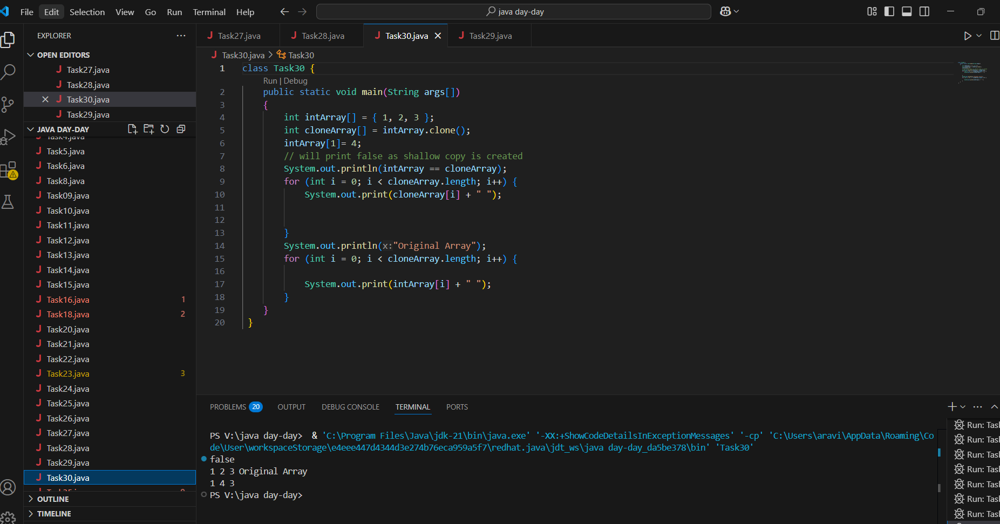 File Edit Selection View Go Run Terminal Help
java day-day
EXPLORER
OPEN EDITORS
Task27.java
Task28.java
Task30.java
Task29.java
JAVA DAY-DAY
Task4.java
Task5.java
Task6.java
Task8.java
Task09.java
Task10.java
Task11.java
Task12.java
Task13.java
Task14.java
Task15.java
Task16.java 1
Task18.java 2
Task20.java
Task21.java
Task22.java
Task23.java 3
Task24.java
Task25.java
Task26.java
Task27.java
Task28.java
Task29.java
Task30.java
OUTLINE
TIMELINE
Task27.java Task28.java Task30.java Task29.java
Task30.java > Task30
1 class Task30 {
Run | Debug
2 public static void main(String args[])
3 {
4 int intArray[] = { 1, 2, 3 };
5 int cloneArray[] = intArray.clone();
6 intArray[1]= 4;
7 // will print false as shallow copy is created
8 System.out.println(intArray == cloneArray);
9 for (int i = 0; i < cloneArray.length; i++) {
10 System.out.print(cloneArray[i] + " ");
11
12
13 }
14 System.out.println(x:"Original Array");
15 for (int i = 0; i < cloneArray.length; i++) {
16
17 System.out.print(intArray[i] + " ");
18 }
19 }
20 }
PROBLEMS 20 OUTPUT DEBUG CONSOLE TERMINAL PORTS
PS V:\java day-day> & 'C:\Program Files\Java\jdk-21\bin\java.exe' '-XX:+ShowCodeDetailsInExceptionMessages' '-cp' 'C:\Users\aravi\AppData\Roaming\Co
de\User\workspaceStorage\e4eee447d4344d3e274b76eca959a5f7\redhat.java\jdt_ws\java day-day_da5be378\bin' 'Task30'
false
1 2 3 Original Array
1 4 3
PS V:\java day-day>
Run: Tas
Run: Tas
Run: Tas
Run: Tas
Run: Tas
Run: Tas
Run: Tas